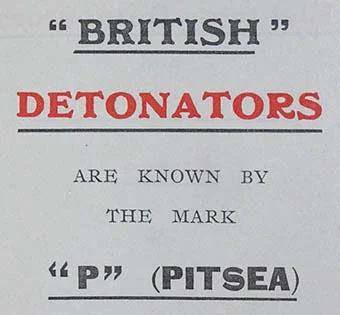 “BRITISH”
DETONATORS
ARE KNOWN BY
THE MARK
“P” (PITSEA)